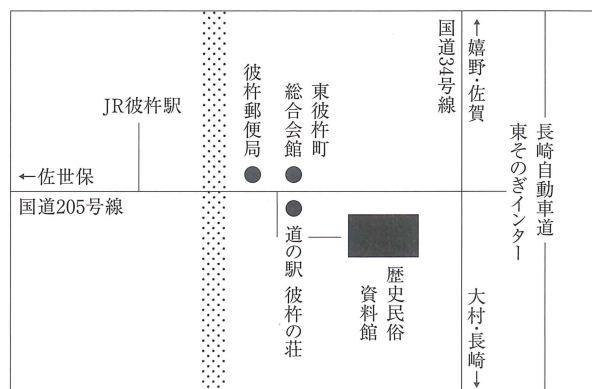 長崎自動車道
東そのぎインター
↑嬉野・佐賀
大村・長崎↓
国道34号線
東彼杵町
総合会館
彼杵郵便局
JR彼杵駅
←佐世保
国道205号線
道の駅 彼杵の荘
歴史民俗
資料館